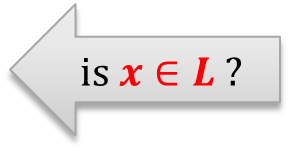 is x ∈ L ?